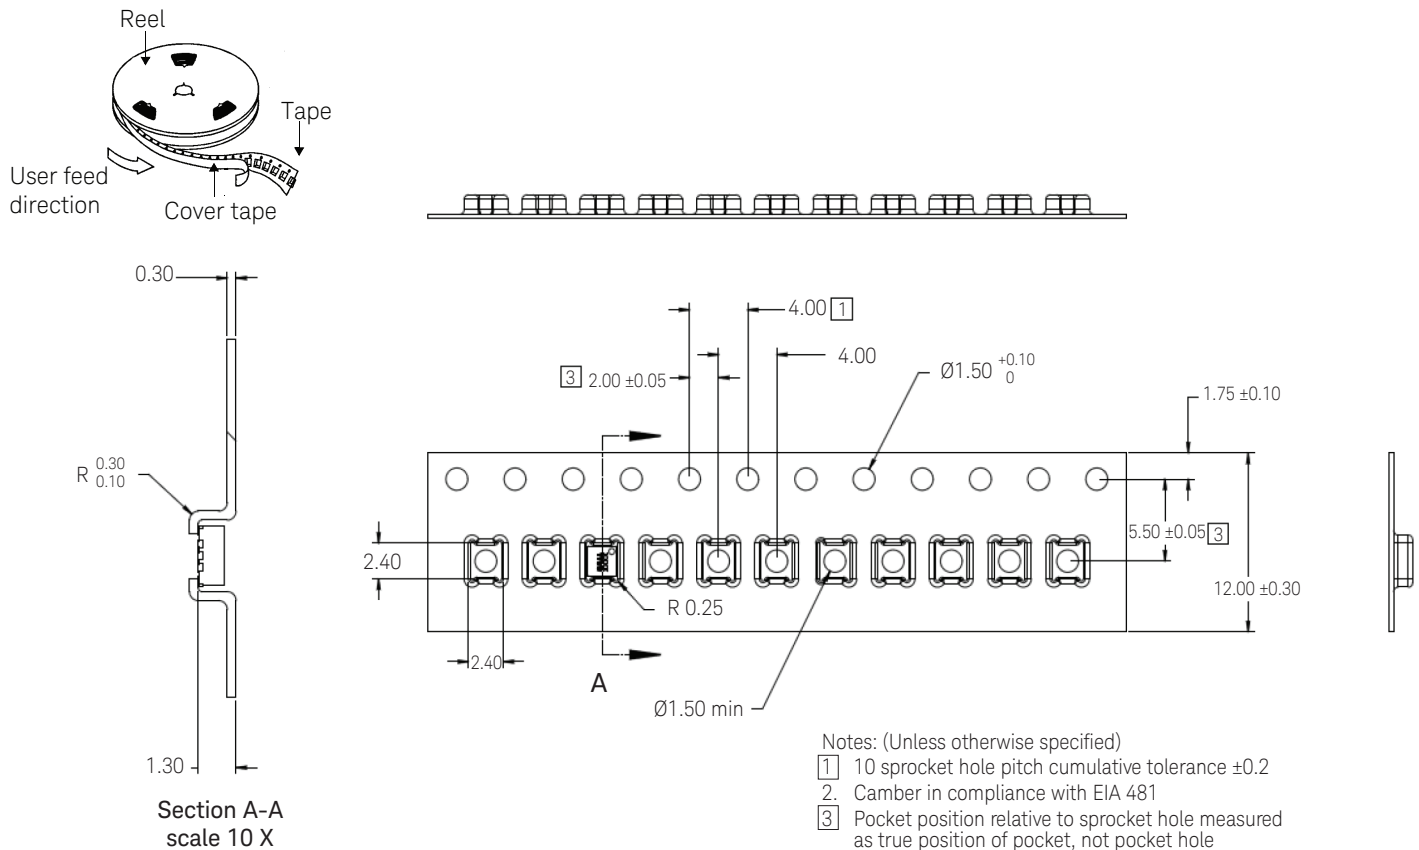 Reel
Tape
User feed
direction
Cover tape
0.30
4.00 1
4.00
3 2.00 ±0.05
Ø1.50 +0.10
0
1.75 ±0.10
R 0.30
0.10
5.50 ±0.05 3
2.40
12.00 ±0.30
R 0.25
2.40
A
Ø1.50 min
1.30
Section A-A
scale 10 X
Notes: (Unless otherwise specified)
1 10 sprocket hole pitch cumulative tolerance ±0.2
2. Camber in compliance with EIA 481
3 Pocket position relative to sprocket hole measured
as true position of pocket, not pocket hole